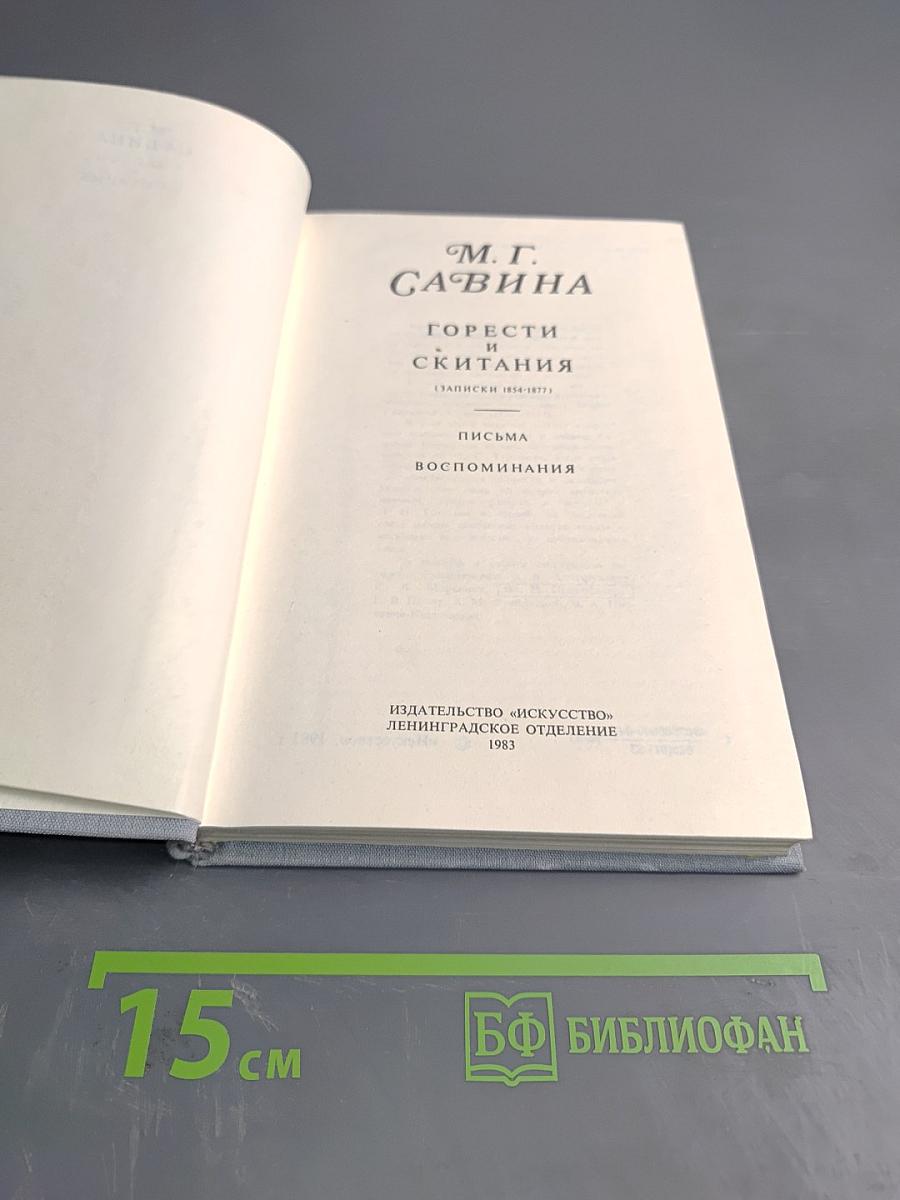 М. Г.
САВИНА
ГОРЕСТИ
И
СКИТАНИЯ
(ЗАПИСКИ 1854-1877)
ПИСЬМА
ВОСПОМИНАНИЯ
ИЗДАТЕЛЬСТВО «ИСКУССТВО»
ЛЕНИНГРАДСКОЕ ОТДЕЛЕНИЕ
1983
15 см
БФ БИБЛИОФАН